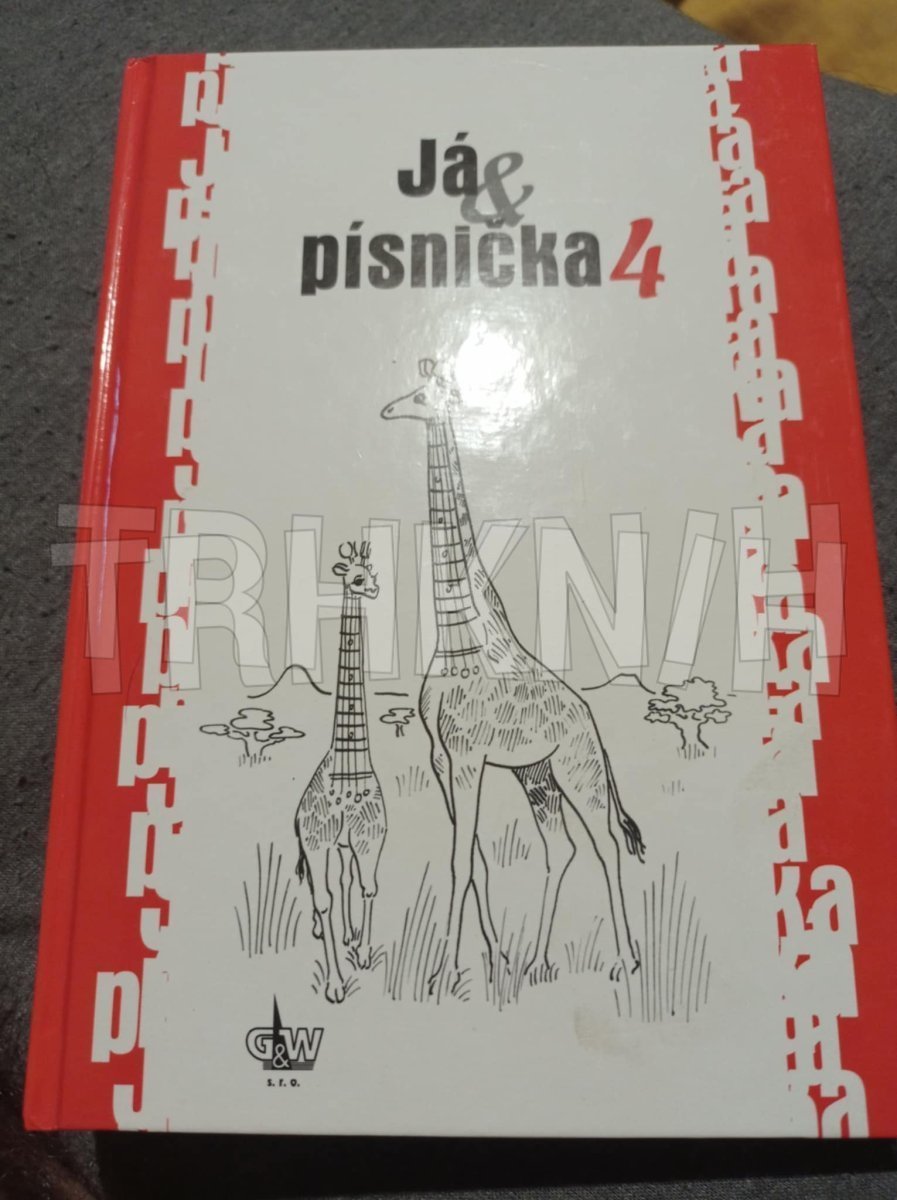 Já &
písnička 4
TRHKNIH
G&W
s. r. o.